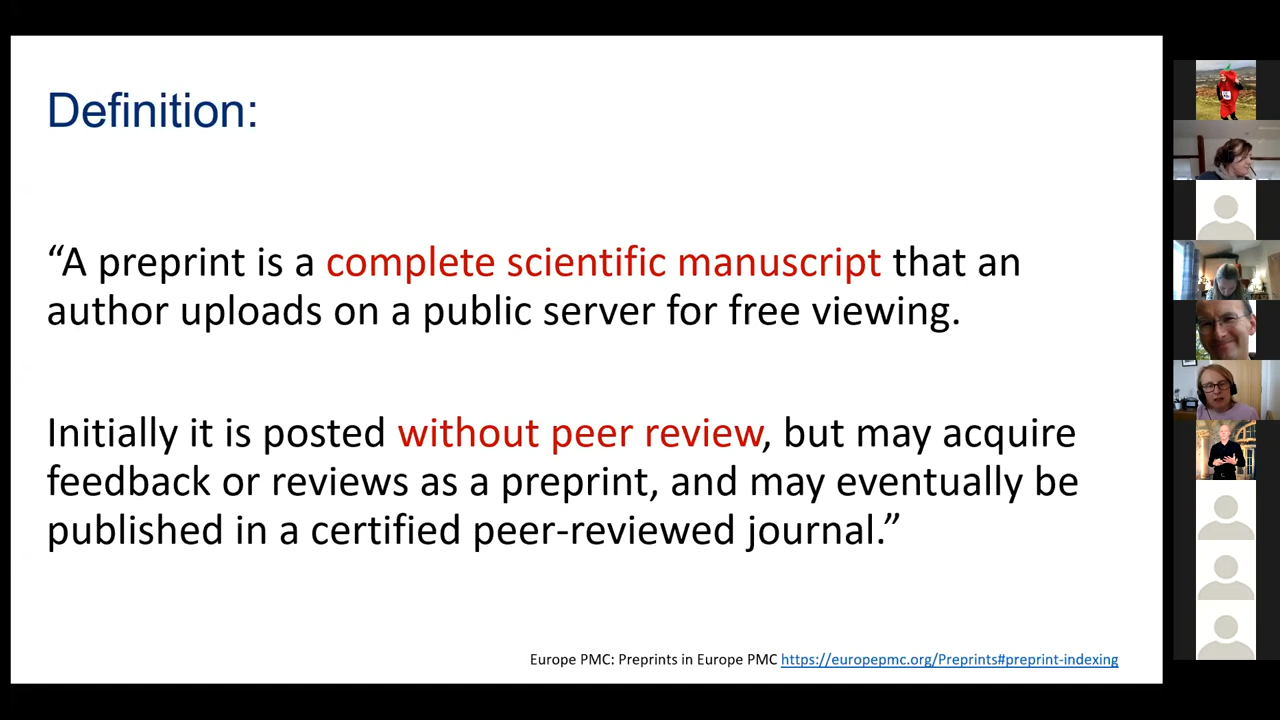 Definition:
“A preprint is a complete scientific manuscript that an
author uploads on a public server for free viewing.
Initially it is posted without peer review, but may acquire
feedback or reviews as a preprint, and may eventually be
published in a certified peer-reviewed journal.”
Europe PMC: Preprints in Europe PMC https://europepmc.org/Preprints#preprint-indexing